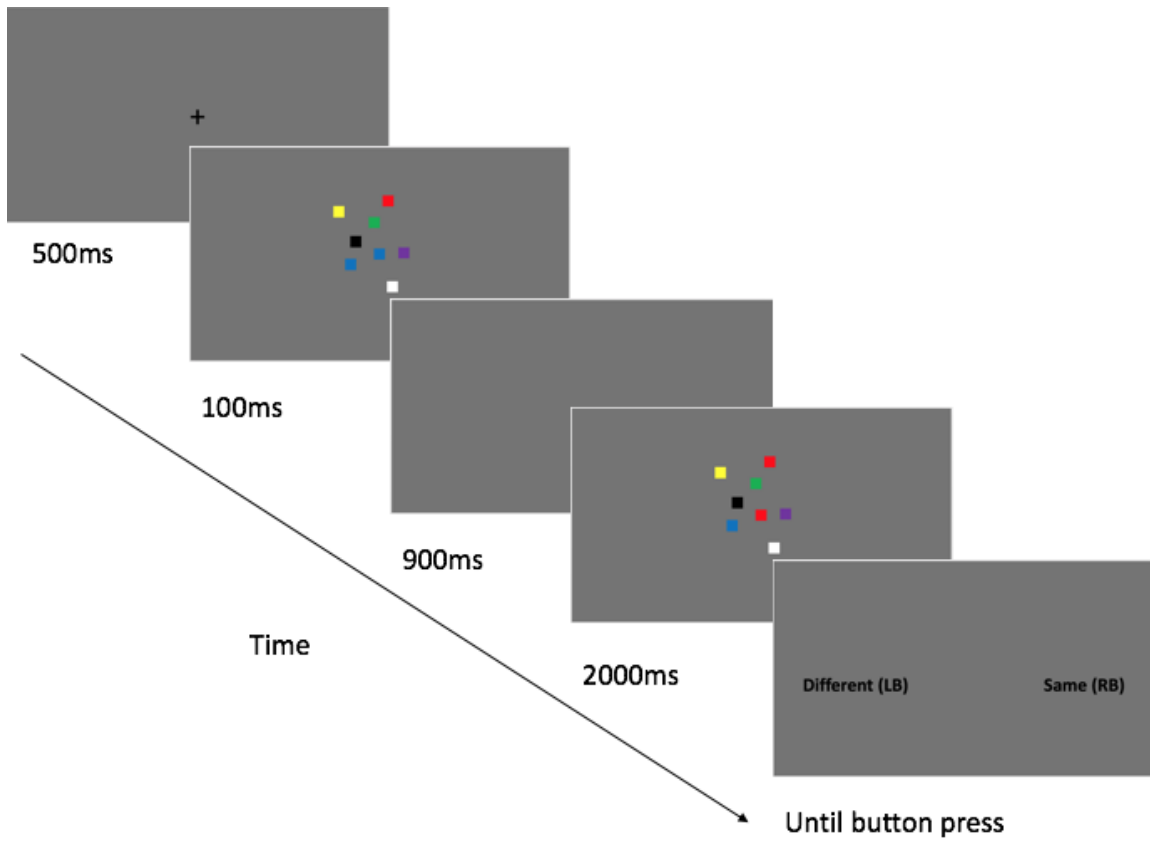 +
500ms
100ms
900ms
Time
2000ms
Different (LB) Same (RB)
Until button press